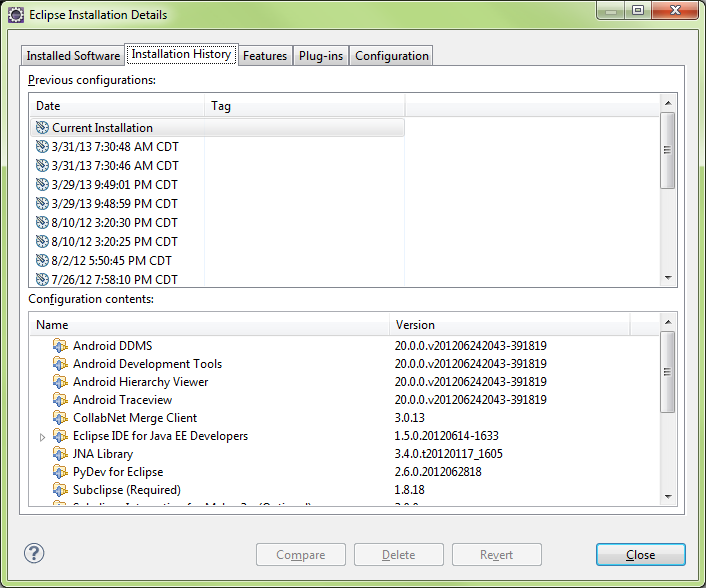 Eclipse Installation Details
Installed Software Installation History Features Plug-ins Configuration
Previous configurations:
Date Tag
Current Installation
3/31/13 7:30:48 AM CDT
3/31/13 7:30:46 AM CDT
3/29/13 9:49:01 PM CDT
3/29/13 9:48:59 PM CDT
8/10/12 3:20:30 PM CDT
8/10/12 3:20:25 PM CDT
8/2/12 5:50:45 PM CDT
7/26/12 7:58:10 PM CDT
Configuration contents:
Name Version
Android DDMS 20.0.0.v201206242043-391819
Android Development Tools 20.0.0.v201206242043-391819
Android Hierarchy Viewer 20.0.0.v201206242043-391819
Android Traceview 20.0.0.v201206242043-391819
CollabNet Merge Client 3.0.13
Eclipse IDE for Java EE Developers 1.5.0.20120614-1633
JNA Library 3.4.0.t20120117_1605
PyDev for Eclipse 2.6.0.2012062818
Subclipse (Required) 1.8.18
? Compare Delete Revert Close